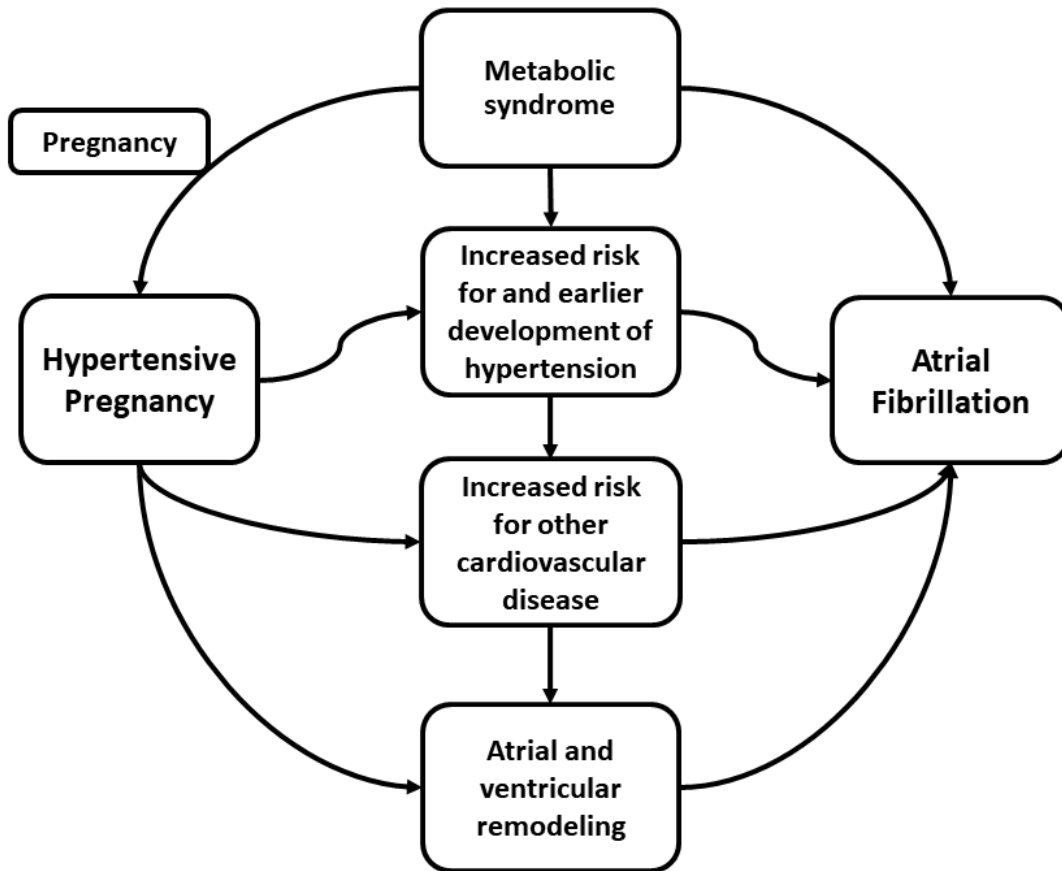 Metabolic
syndrome
Pregnancy
Increased risk
for and earlier
development of
hypertension
Hypertensive
Pregnancy
Atrial
Fibrillation
Increased risk
for other
cardiovascular
disease
Atrial and
ventricular
remodeling